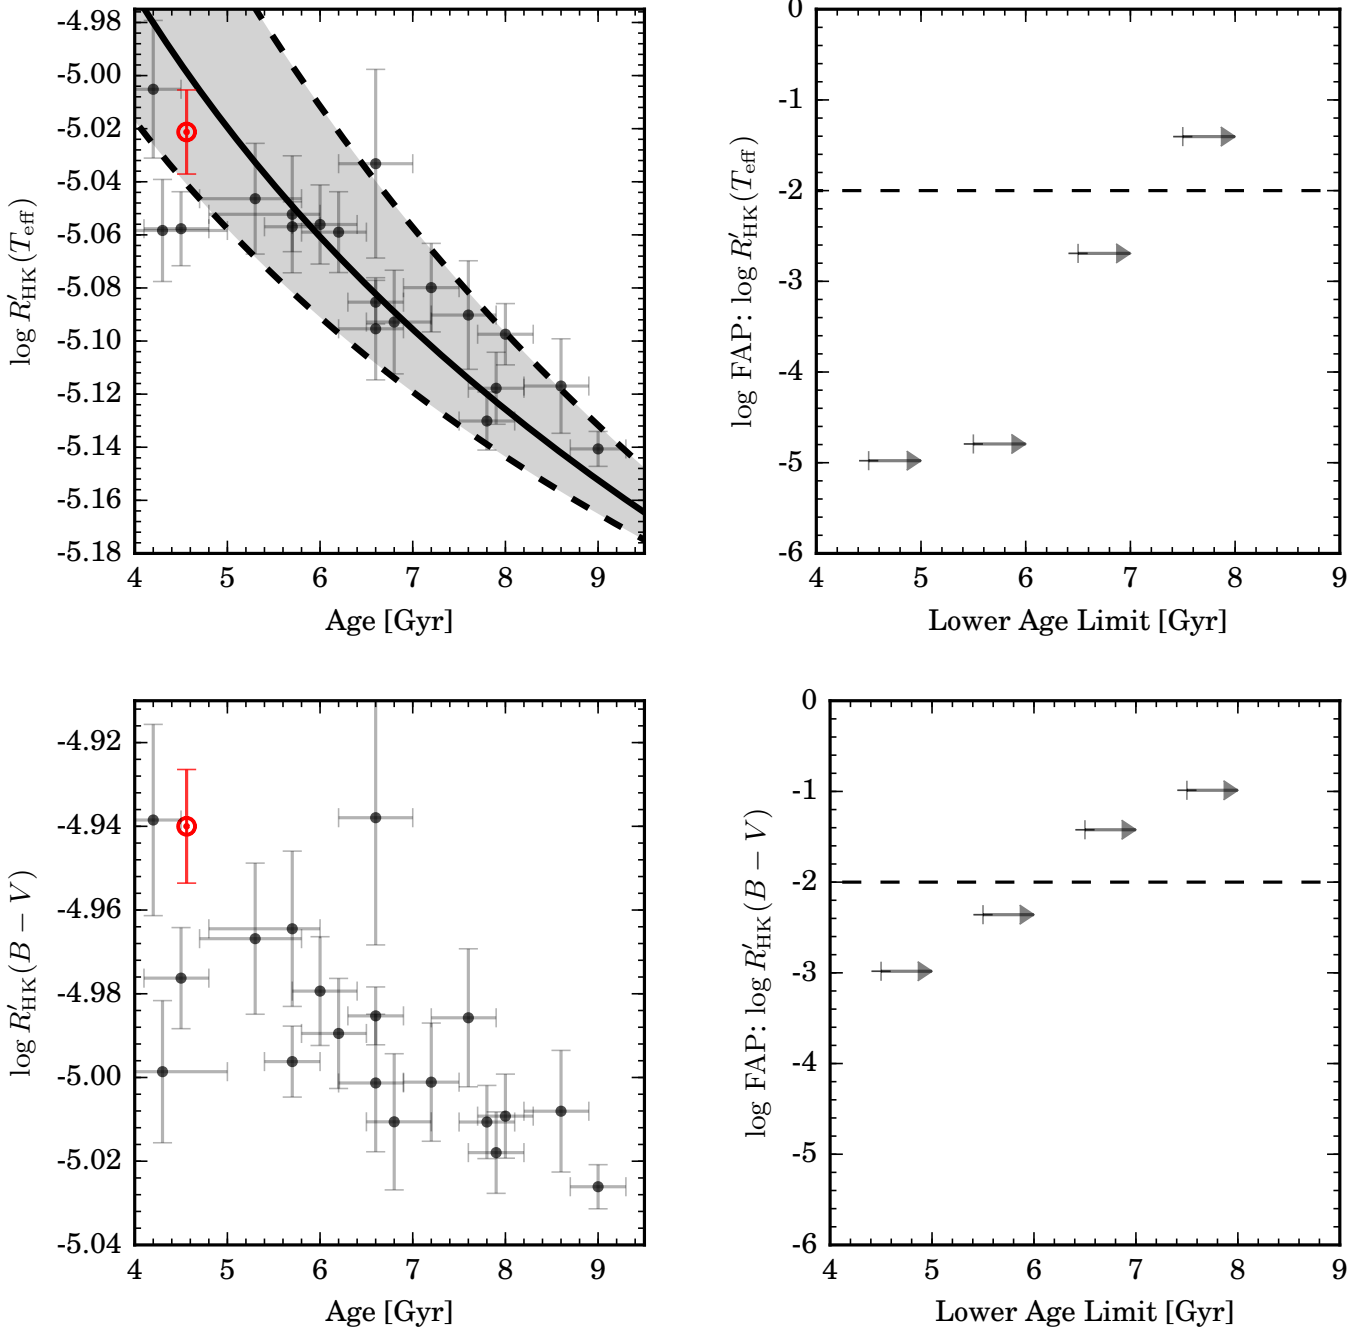 -4.98
-5.00
-5.02
-5.04
-5.06
-5.08
-5.10
-5.12
-5.14
-5.16
-5.18
log R′HK(Teff)
4 5 6 7 8 9
Age [Gyr]
0
-1
-2
-3
-4
-5
-6
log FAP: log R′HK(Teff)
4 5 6 7 8 9
Lower Age Limit [Gyr]
-4.92
-4.94
-4.96
-4.98
-5.00
-5.02
-5.04
log R′HK(B − V)
4 5 6 7 8 9
Age [Gyr]
0
-1
-2
-3
-4
-5
-6
log FAP: log R′HK(B − V)
4 5 6 7 8 9
Lower Age Limit [Gyr]